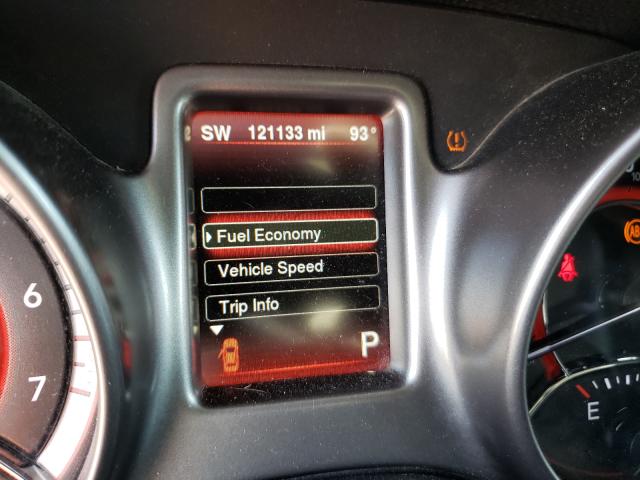 SW 121133 mi 93°
Fuel Economy
Vehicle Speed
Trip Info
P
6
7
E